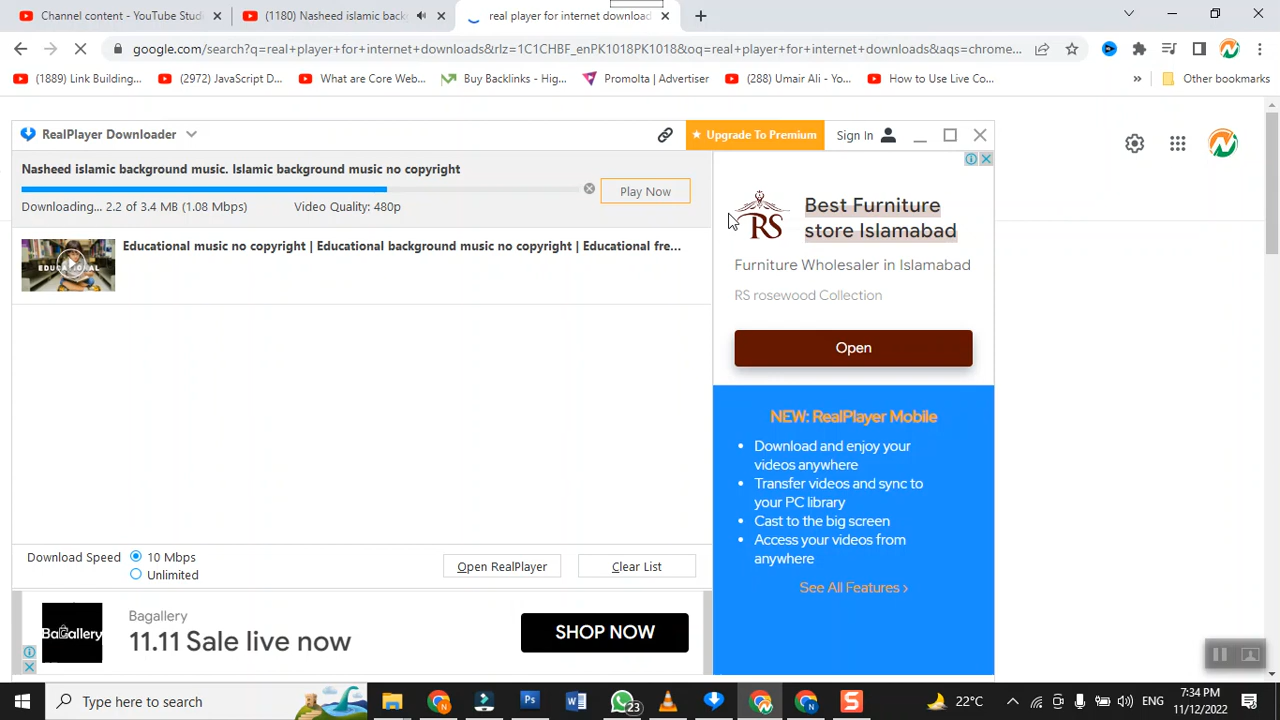 Channel content - YouTube Stud
(1180) Nasheed islamic bas
real player for internet download
google.com/search?q=real+player+for+internet+downloads&rlz=1C1CHBF_enPK1018PK1018&oq=real+player+for+internet+downloads&aqs=chrome...
(1889) Link Building...
(2972) JavaScript D...
What are Core Web...
Buy Backlinks - Hig...
Promolta | Advertiser
(288) Umair Ali - Yo...
How to Use Live Co...
»
Other bookmarks
RealPlayer Downloader
Upgrade To Premium
Sign In
Nasheed islamic background music. Islamic background music no copyright
Play Now
Downloading... 2.2 of 3.4 MB (1.08 Mbps)
Video Quality: 480p
EDUCATIONAL
Educational music no copyright | Educational background music no copyright | Educational fre...
RS
Best Furniture
store Islamabad
Furniture Wholesaler in Islamabad
RS rosewood Collection
Open
NEW: RealPlayer Mobile
• Download and enjoy your
videos anywhere
• Transfer videos and sync to
your PC library
• Cast to the big screen
• Access your videos from
anywhere
See All Features ›
Download Speed
10 Mbps
Unlimited
Open RealPlayer
Clear List
BaGallery
Bagallery
11.11 Sale live now
SHOP NOW
Type here to search
Ps
W
23
N
N
S
22°C
ENG
7:34 PM
11/12/2022